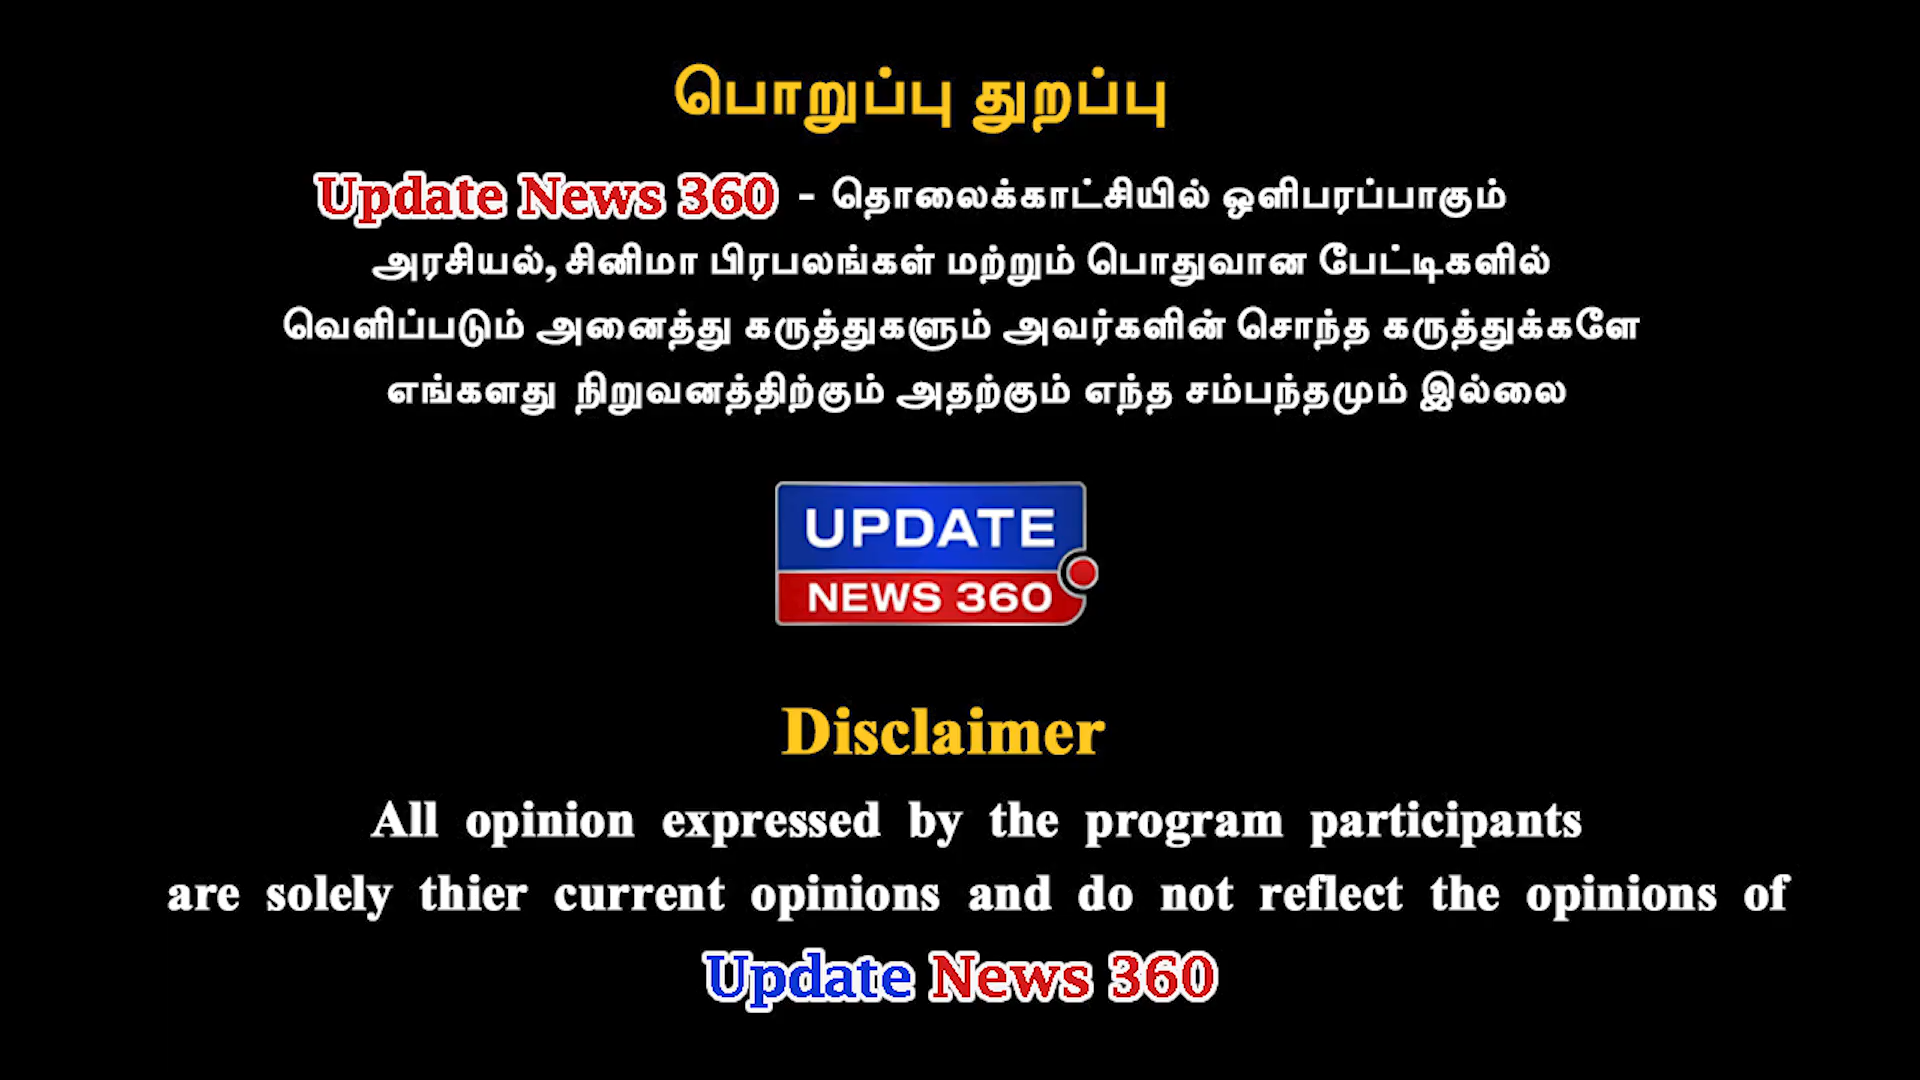 பொறுப்பு துறப்பு
Update News 360 - தொலைக்காட்சியில் ஒளிபரப்பாகும்
அரசியல், சினிமா பிரபலங்கள் மற்றும் பொதுவான பேட்டிகளில்
வெளிப்படும் அனைத்து கருத்துகளும் அவர்களின் சொந்த கருத்துக்களே
எங்களது நிறுவனத்திற்கும் அதற்கும் எந்த சம்பந்தமும் இல்லை
UPDATE
NEWS 360
Disclaimer
All opinion expressed by the program participants
are solely thier current opinions and do not reflect the opinions of
Update News 360